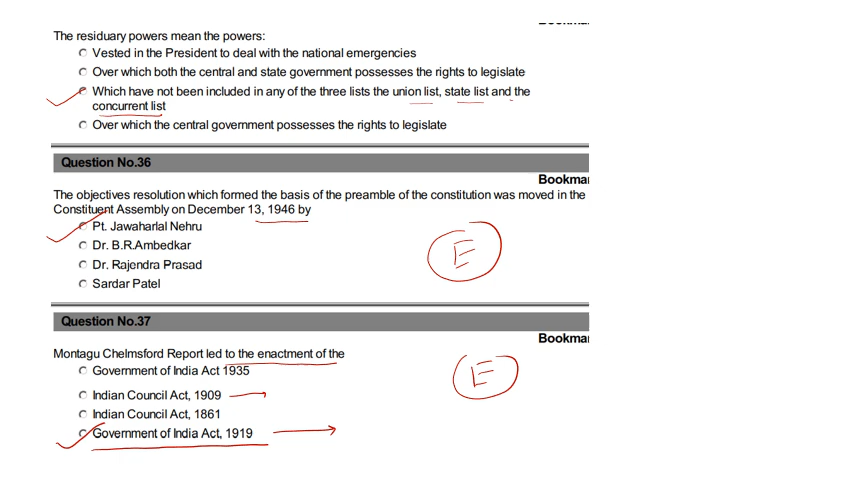 The residuary powers mean the powers:
Vested in the President to deal with the national emergencies
Over which both the central and state government possesses the rights to legislate
Which have not been included in any of the three lists the union list, state list and the
concurrent list
Over which the central government possesses the rights to legislate
Question No.36
Bookmar
The objectives resolution which formed the basis of the preamble of the constitution was moved in the
Constituent Assembly on December 13, 1946 by
Pt. Jawaharlal Nehru
Dr. B.R.Ambedkar
Dr. Rajendra Prasad
Sardar Patel
E
Question No.37
Bookmar
Montagu Chelmsford Report led to the enactment of the
Government of India Act 1935
Indian Council Act, 1909
Indian Council Act, 1861
Government of India Act, 1919
E